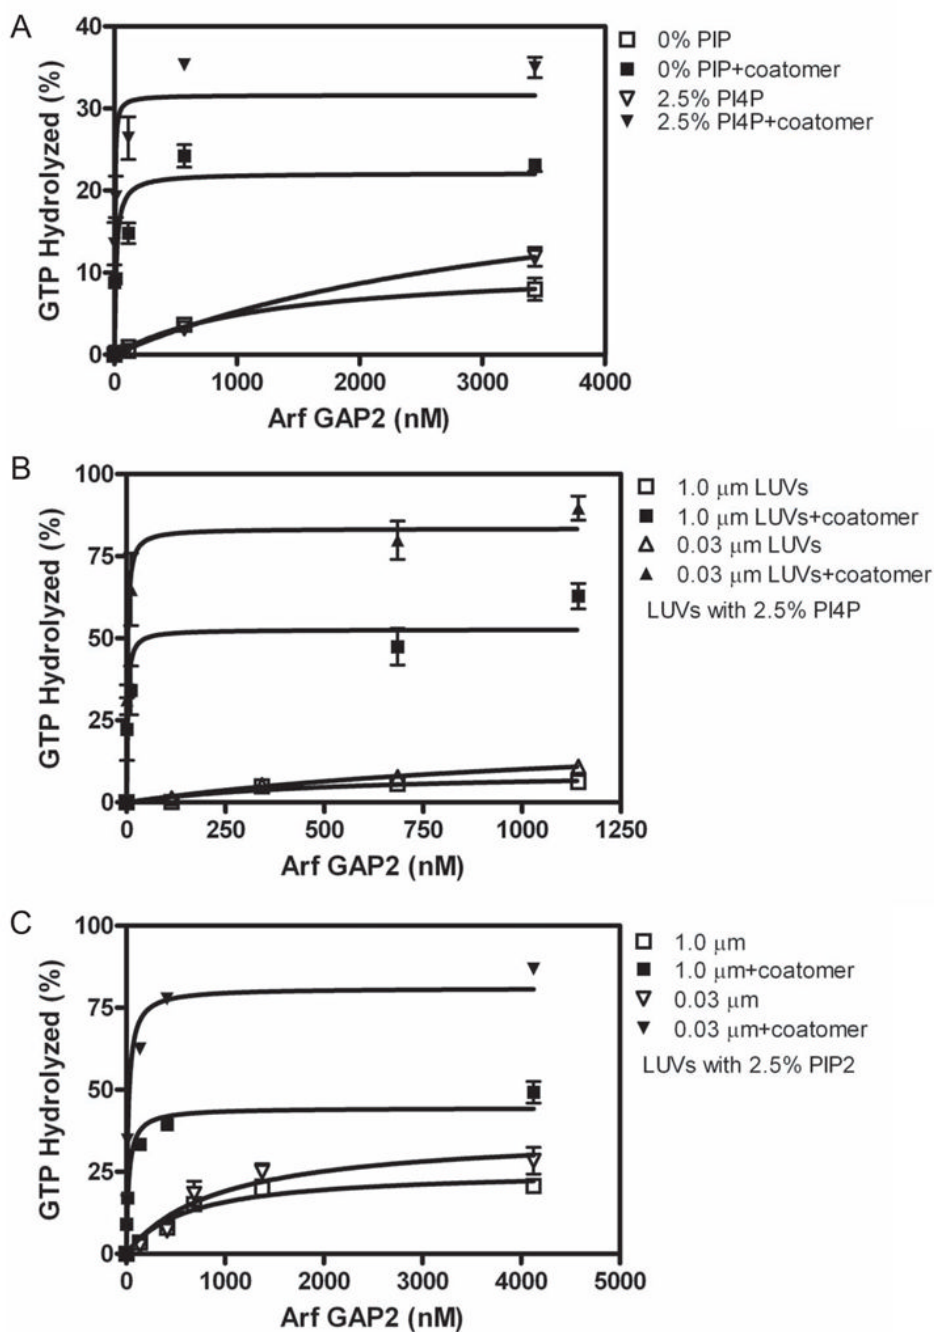 A
GTP Hydrolyzed (%)
40
30
20
10
0
0 1000 2000 3000 4000
Arf GAP2 (nM)
0% PIP
0% PIP+coatomer
2.5% PI4P
2.5% PI4P+coatomer
B
GTP Hydrolyzed (%)
100
75
50
25
0
0 250 500 750 1000 1250
Arf GAP2 (nM)
1.0 μm LUVs
1.0 μm LUVs+coatomer
0.03 μm LUVs
0.03 μm LUVs+coatomer
LUVs with 2.5% PI4P
C
GTP Hydrolyzed (%)
100
75
50
25
0
0 1000 2000 3000 4000 5000
Arf GAP2 (nM)
1.0 μm
1.0 μm+coatomer
0.03 μm
0.03 μm+coatomer
LUVs with 2.5% PIP2